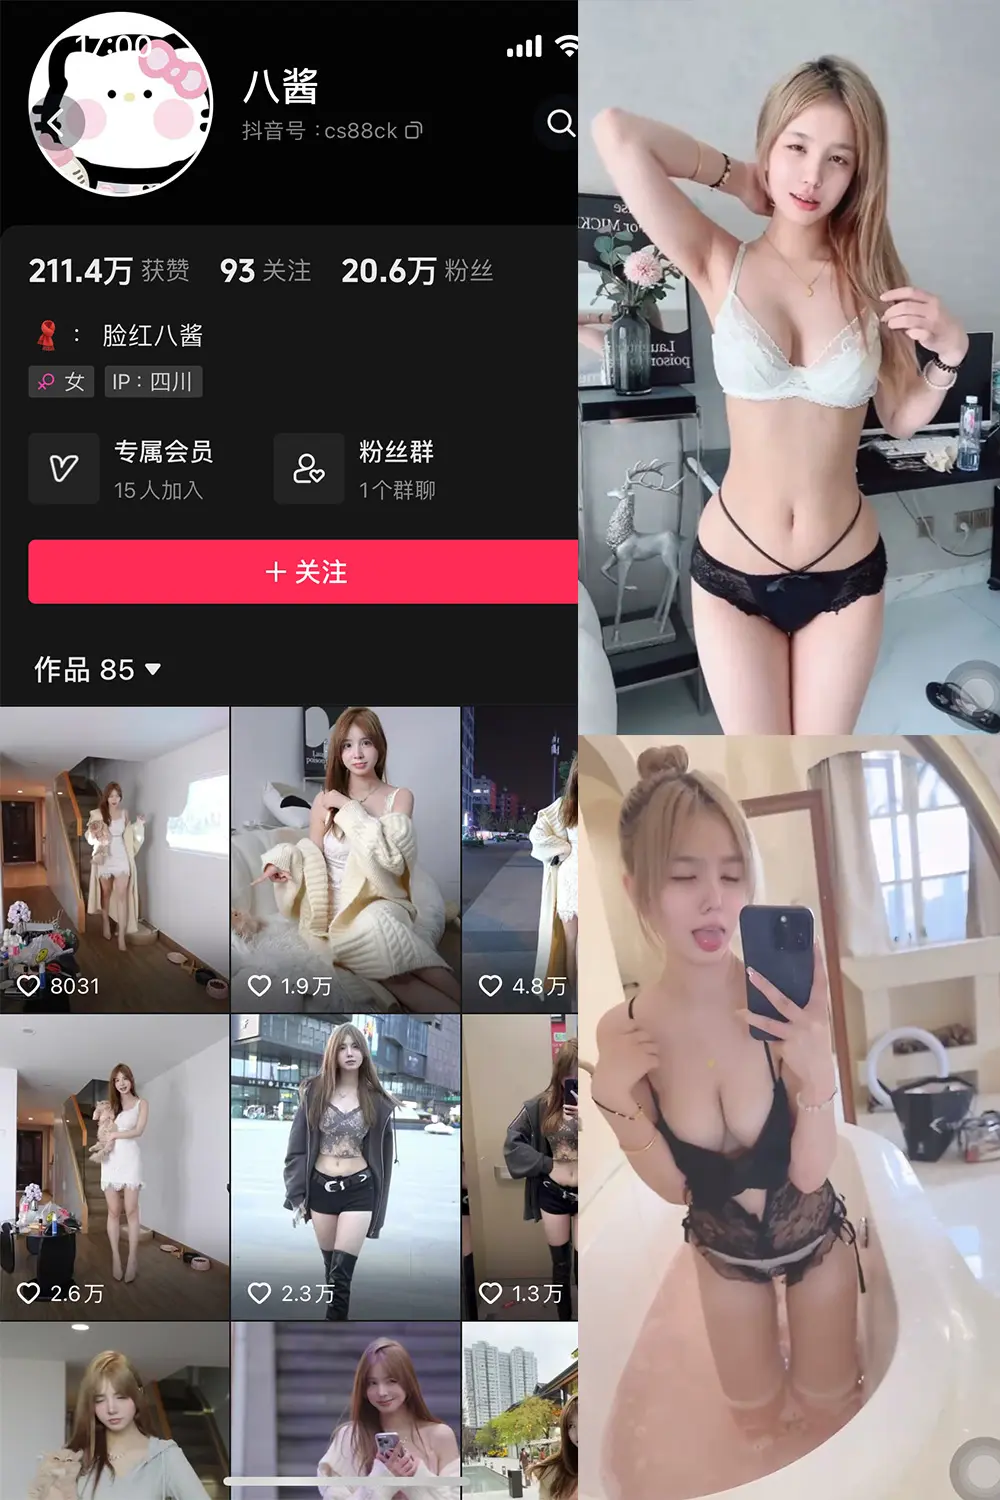 17:00
八酱
抖音号：cs88ck
211.4万 获赞 93 关注 20.6万 粉丝
： 脸红八酱
女 IP：四川
专属会员 粉丝群
15人加入 1个群聊
+ 关注
作品 85
8031 1.9万 4.8万
2.6万 2.3万 1.3万